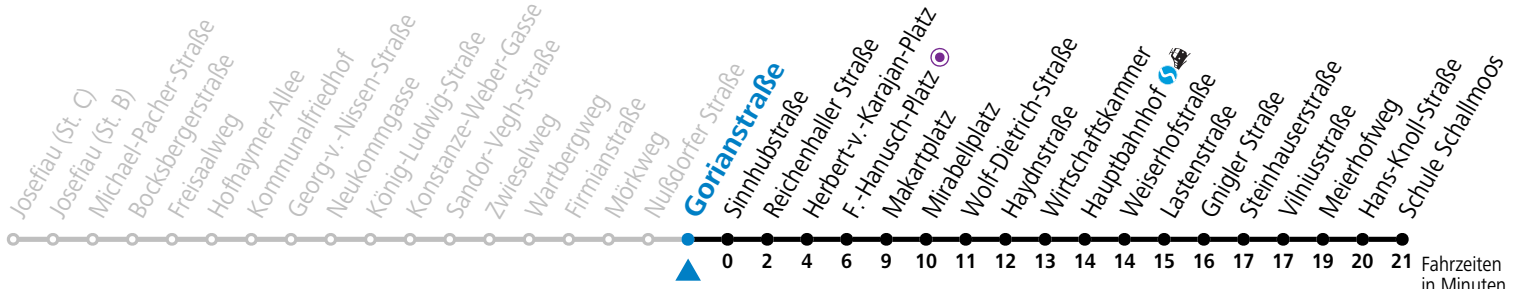 Josefiau (St. C)
Josefiau (St. B)
Michael-Pacher-Straße
Bocksbergerstraße
Freisaalweg
Hofhaymer-Allee
Kommunalfriedhof
Georg-v.-Nissen-Straße
Neukommgasse
König-Ludwig-Straße
Konstanze-Weber-Gasse
Sandor-Vegh-Straße
Zwieselweg
Wartbergweg
Firmianstraße
Mörkweg
Nußdorfer Straße
Gorianstraße
Sinnhubstraße
Reichenhaller Straße
Herbert-v.-Karajan-Platz
F.-Hanusch-Platz
Makartplatz
Mirabellplatz
Wolf-Dietrich-Straße
Haydnstraße
Wirtschaftskammer
Hauptbahnhof
Weiserhofstraße
Lastenstraße
Gnigler Straße
Steinhauserstraße
Vilniusstraße
Meierhofweg
Hans-Knoll-Straße
Schule Schallmoos
0 2 4 6 9 10 11 12 13 14 14 15 16 17 17 19 20 21
Fahrzeiten
in Minuten